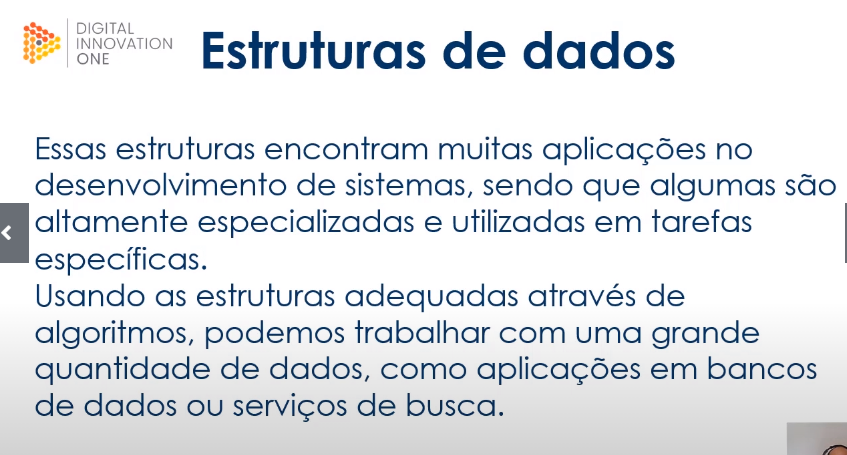 DIGITAL
INNOVATION
ONE
Estruturas de dados
Essas estruturas encontram muitas aplicações no
desenvolvimento de sistemas, sendo que algumas são
altamente especializadas e utilizadas em tarefas
específicas.
Usando as estruturas adequadas através de
algoritmos, podemos trabalhar com uma grande
quantidade de dados, como aplicações em bancos
de dados ou serviços de busca.